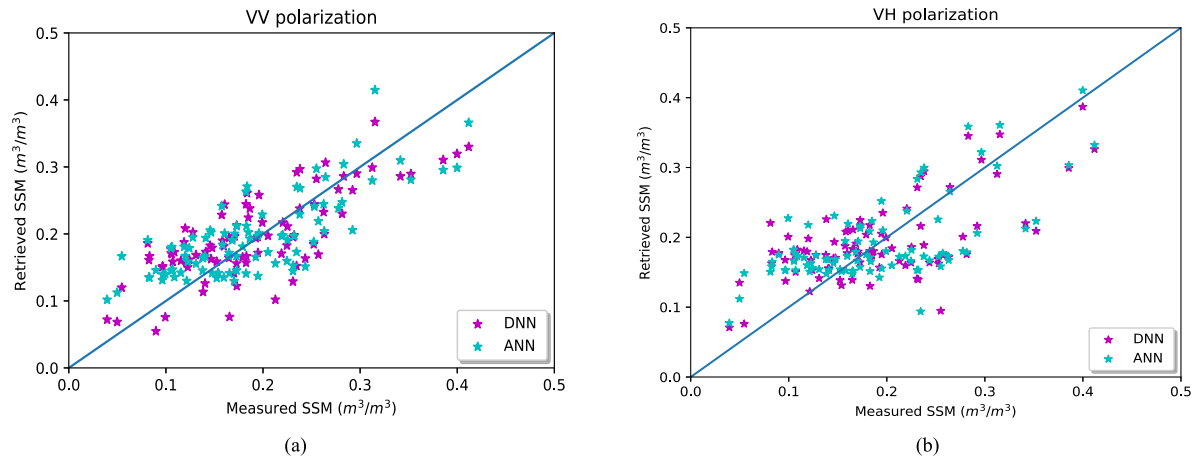 VV polarization
0.5
0.4
0.3
0.2
0.1
0.0
Retrieved SSM (m³/m³)
0.0 0.1 0.2 0.3 0.4 0.5
Measured SSM (m³/m³)
DNN
ANN
(a)
VH polarization
0.5
0.4
0.3
0.2
0.1
0.0
Retrieved SSM (m³/m³)
0.0 0.1 0.2 0.3 0.4 0.5
Measured SSM (m³/m³)
DNN
ANN
(b)